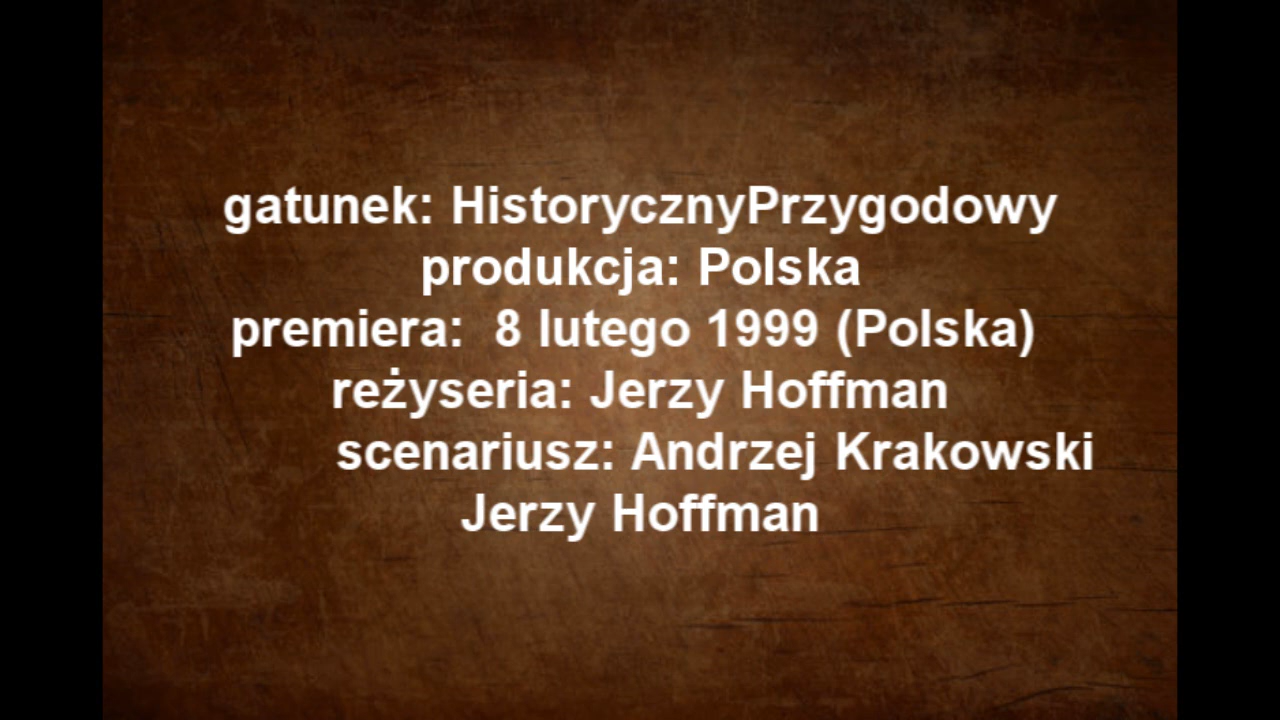 gatunek: HistorycznyPrzygodowy
produkcja: Polska
premiera:  8 lutego 1999 (Polska)
reżyseria: Jerzy Hoffman
scenariusz: Andrzej Krakowski
Jerzy Hoffman